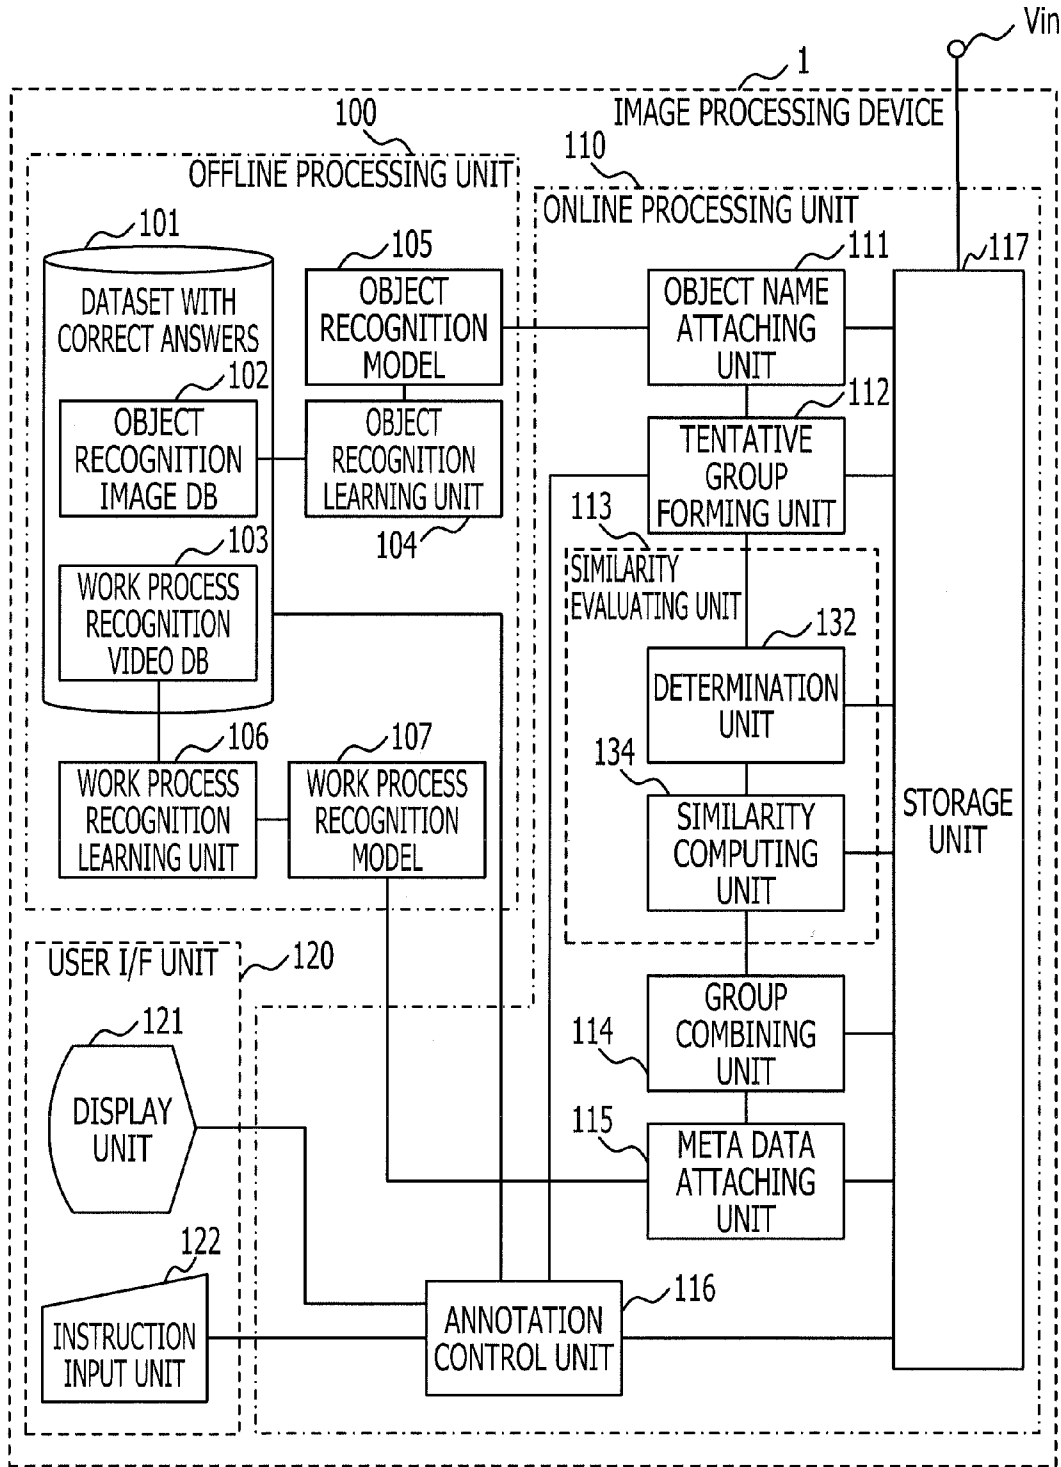 Vin
1
IMAGE PROCESSING DEVICE
100
OFFLINE PROCESSING UNIT
110
ONLINE PROCESSING UNIT
101
DATASET WITH
CORRECT ANSWERS
102
OBJECT
RECOGNITION
IMAGE DB
103
WORK PROCESS
RECOGNITION
VIDEO DB
105
OBJECT
RECOGNITION
MODEL
OBJECT
RECOGNITION
LEARNING UNIT
104
106
WORK PROCESS
RECOGNITION
LEARNING UNIT
107
WORK PROCESS
RECOGNITION
MODEL
111
OBJECT NAME
ATTACHING
UNIT
112
TENTATIVE
GROUP
FORMING UNIT
113
SIMILARITY
EVALUATING UNIT
132
DETERMINATION
UNIT
134
SIMILARITY
COMPUTING
UNIT
GROUP
COMBINING
UNIT
114
115
META DATA
ATTACHING
UNIT
117
STORAGE
UNIT
USER I/F UNIT
120
121
DISPLAY
UNIT
122
INSTRUCTION
INPUT UNIT
ANNOTATION
CONTROL UNIT
116